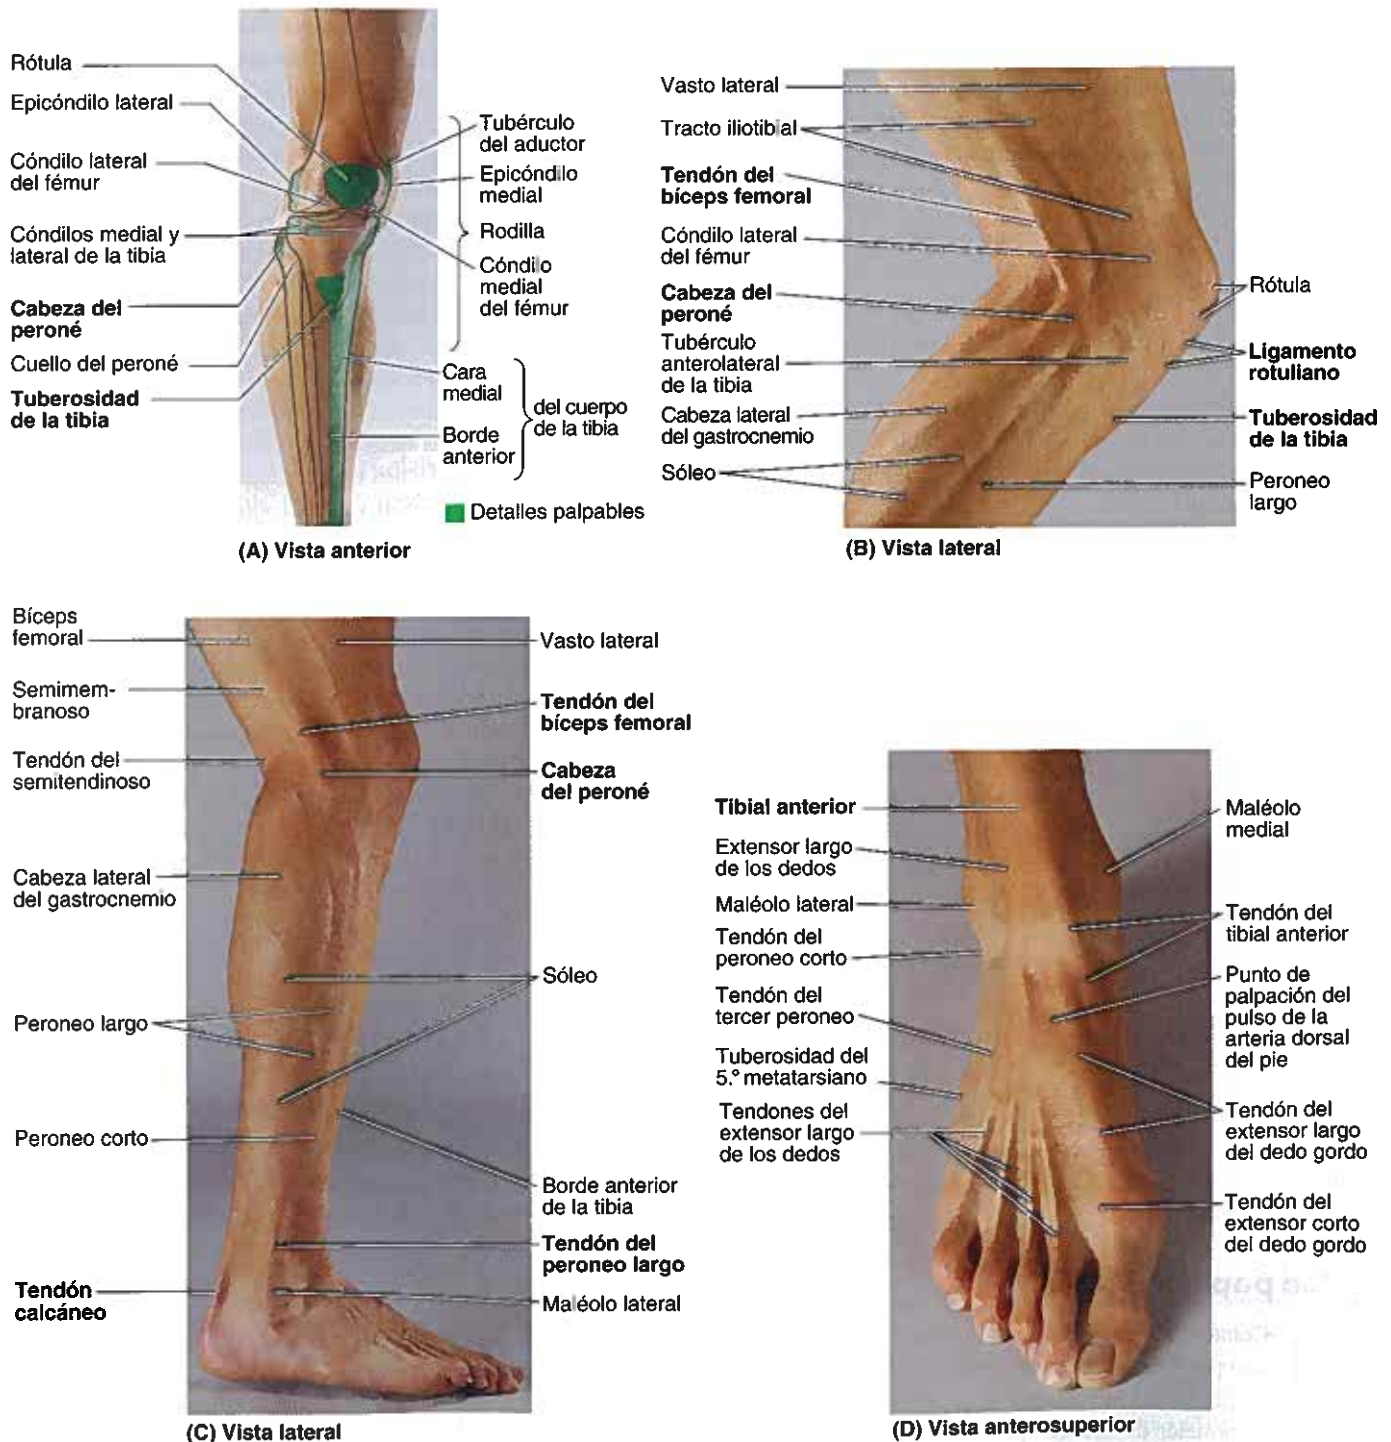 Rótula
Epicóndilo lateral
Cóndilo lateral
del fémur
Cóndilos medial y
lateral de la tibia
Cabeza del
peroné
Cuello del peroné
Tuberosidad
de la tibia
Tubérculo
del aductor
Epicóndilo
medial
Rodilla
Cóndilo
medial
del fémur
Cara
medial
del cuerpo
de la tibia
Borde
anterior
Detalles palpables
(A) Vista anterior
Vasto lateral
Tracto iliotibial
Tendón del
bíceps femoral
Cóndilo lateral
del fémur
Cabeza del
peroné
Tubérculo
anterolateral
de la tibia
Cabeza lateral
del gastrocnemio
Sóleo
Rótula
Ligamento
rotuliano
Tuberosidad
de la tibia
Peroneo
largo
(B) Vista lateral
Bíceps
femoral
Semimem-
branoso
Tendón del
semitendinoso
Cabeza lateral
del gastrocnemio
Peroneo largo
Peroneo corto
Tendón
calcáneo
Vasto lateral
Tendón del
bíceps femoral
Cabeza
del peroné
Sóleo
Borde anterior
de la tibia
Tendón del
peroneo largo
Maléolo lateral
(C) Vista lateral
Tibial anterior
Extensor largo
de los dedos
Maléolo lateral
Tendón del
peroneo corto
Tendón del
tercer peroneo
Tuberosidad del
5.º metatarsiano
Tendones del
extensor largo
de los dedos
Maléolo
medial
Tendón del
tibial anterior
Punto de
palpación del
pulso de la
arteria dorsal
del pie
Tendón del
extensor largo
del dedo gordo
Tendón del
extensor corto
del dedo gordo
(D) Vista anterosuperior